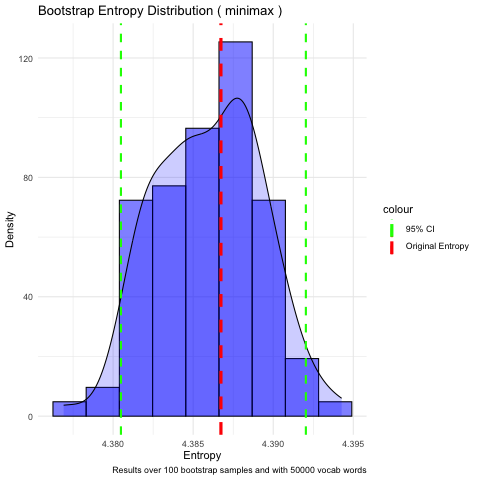 Bootstrap Entropy Distribution ( minimax )
120
80
40
0
Density
4.380
4.385
4.390
4.395
Entropy
Results over 100 bootstrap samples and with 50000 vocab words
colour
95% CI
Original Entropy